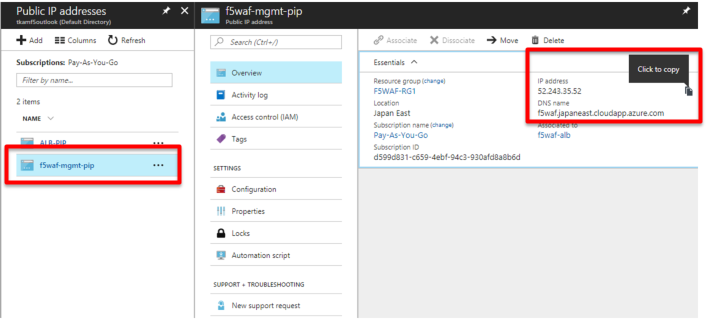 Public IP addresses
tkamf5outlook (Default Directory)
Add
Columns
Refresh
Subscriptions: Pay-As-You-Go
Filter by name...
2 items
NAME
ALB-PIP
f5waf-mgmt-pip
f5waf-mgmt-pip
Public IP address
Search (Ctrl+/)
Overview
Activity log
Access control (IAM)
Tags
SETTINGS
Configuration
Properties
Locks
Automation script
SUPPORT + TROUBLESHOOTING
New support request
Associate
Dissociate
Move
Delete
Essentials
Click to copy
Resource group (change)
F5WAF-RG1
Location
Japan East
Subscription name (change)
Pay-As-You-Go
Subscription ID
d599d831-c659-4ebf-94c3-930afd8a8b6d
IP address
52.243.35.52
DNS name
f5waf.japaneast.cloudapp.azure.com
Associated to
f5waf-alb